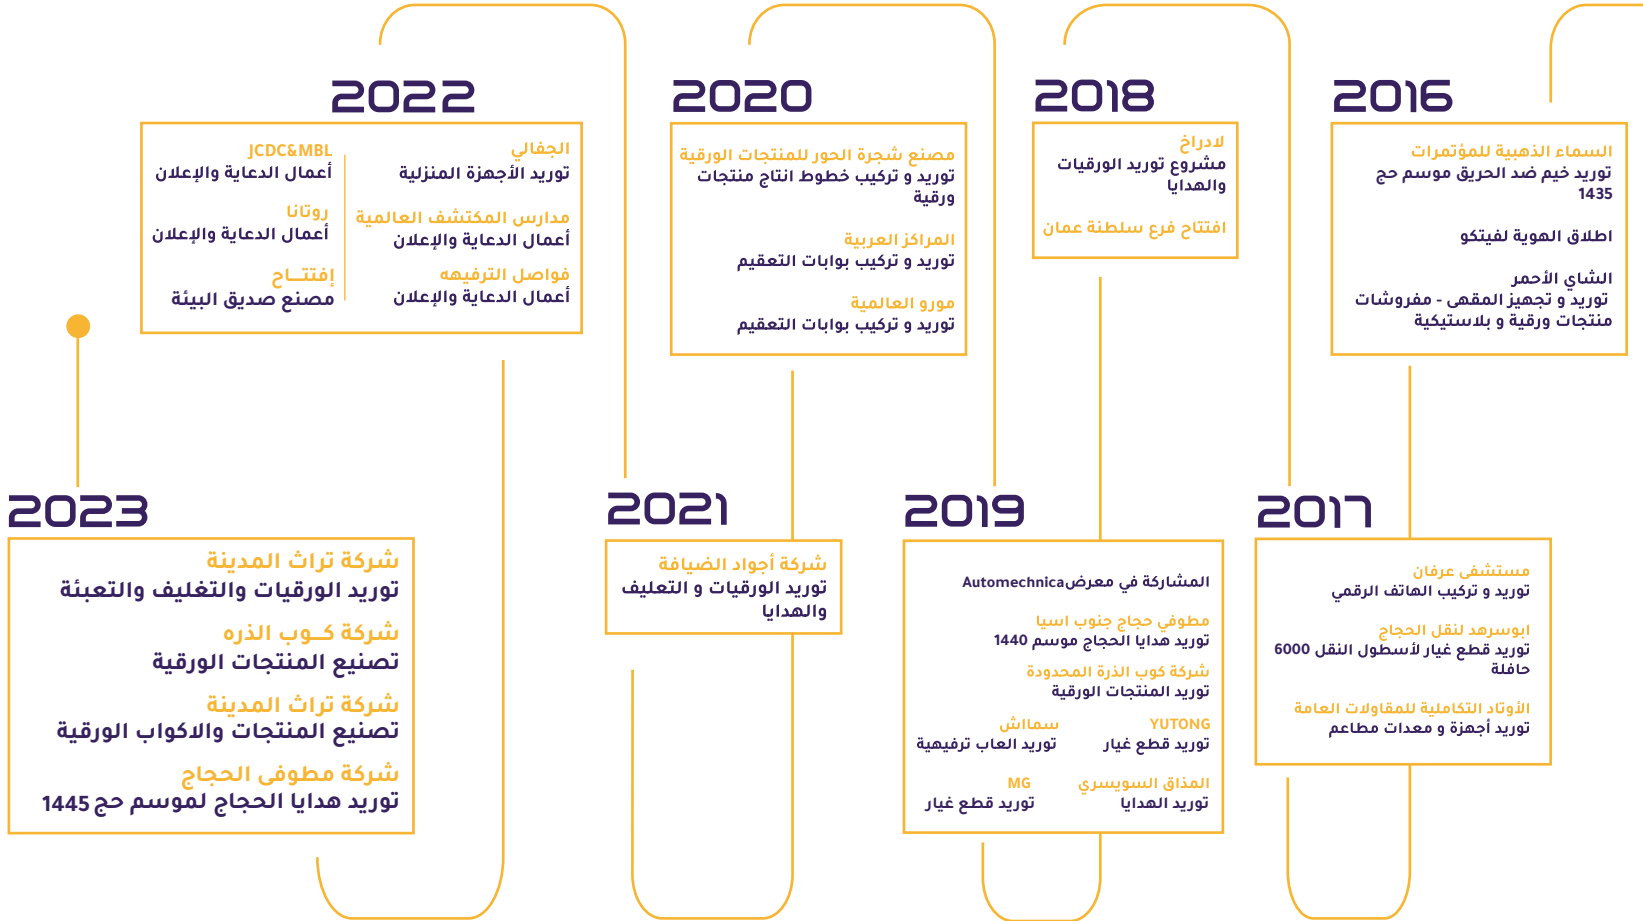 2016
السماء الذهبية للمؤتمرات
توريد خيم ضد الحريق موسم حج
1435
اطلاق الهوية لفيتكو
الشاي الأحمر
توريد و تجهيز المقهى - مفروشات
منتجات ورقية و بلاستيكية
2017
مستشفى عرفان
توريد و تركيب الهاتف الرقمي
ابوسرهد لنقل الحجاج
توريد قطع غيار لأسطول النقل 6000
حافلة
الأوتاد التكاملية للمقاولات العامة
توريد أجهزة و معدات مطاعم
2018
لادراخ
مشروع توريد الورقيات
والهدايا
افتتاح فرع سلطنة عمان
2019
المشاركة في معرضAutomechnica
مطوفي حجاج جنوب اسيا
توريد هدايا الحجاج موسم 1440
شركة كوب الذرة المحدودة
توريد المنتجات الورقية
YUTONG
توريد قطع غيار
سمااش
توريد العاب ترفيهية
المذاق السويسري
توريد الهدايا
MG
توريد قطع غيار
2020
مصنع شجرة الحور للمنتجات الورقية
توريد و تركيب خطوط انتاج منتجات
ورقية
المراكز العربية
توريد و تركيب بوابات التعقيم
مورو العالمية
توريد و تركيب بوابات التعقيم
2021
شركة أجواد الضيافة
توريد الورقيات و التعليف
والهدايا
2022
الجفالي
توريد الأجهزة المنزلية
مدارس المكتشف العالمية
أعمال الدعاية والإعلان
فواصل الترفيهه
أعمال الدعاية والإعلان
JCDC&MBL
أعمال الدعاية والإعلان
روتانا
أعمال الدعاية والإعلان
إفتتـــاح
مصنع صديق البيئة
2023
شركة تراث المدينة
توريد الورقيات والتغليف والتعبئة
شركة كــوب الذره
تصنيع المنتجات الورقية
شركة تراث المدينة
تصنيع المنتجات والاكواب الورقية
شركة مطوفى الحجاج
توريد هدايا الحجاج لموسم حج 1445